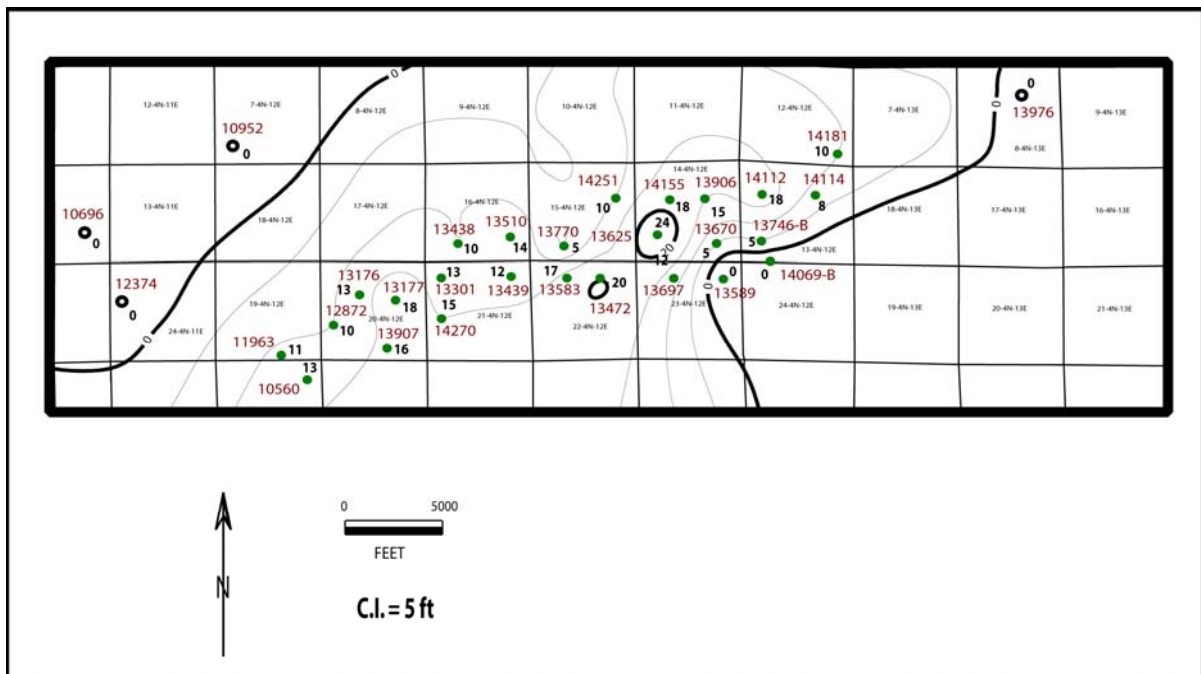 0
12-4N-11E
7-4N-12E
8-4N-12E
9-4N-12E
10-4N-12E
11-4N-12E
12-4N-12E
7-4N-13E
0
13976
9-4N-13E
0
8-4N-13E
10952
0
14181
10
14-4N-12E
14251
10
14155
18
13906
15
14112
18
14114
8
10696
0
13-4N-11E
18-4N-12E
17-4N-12E
16-4N-12E
15-4N-12E
18-4N-13E
17-4N-13E
16-4N-13E
13438
10
13510
14
13770
5
13625
24
20
12
13670
5
13746-B
5
13-4N-12E
12374
0
13176
13
13177
18
13
13301
12
13439
17
13583
20
13472
13697
0
13589
0
14069-B
0
0
24-4N-11E
19-4N-12E
12872
10
20-4N-12E
15
14270
21-4N-12E
22-4N-12E
23-4N-12E
24-4N-12E
19-4N-13E
20-4N-13E
21-4N-13E
11963
11
13907
16
13
10560
0
5000
FEET
N
C.I. = 5 ft